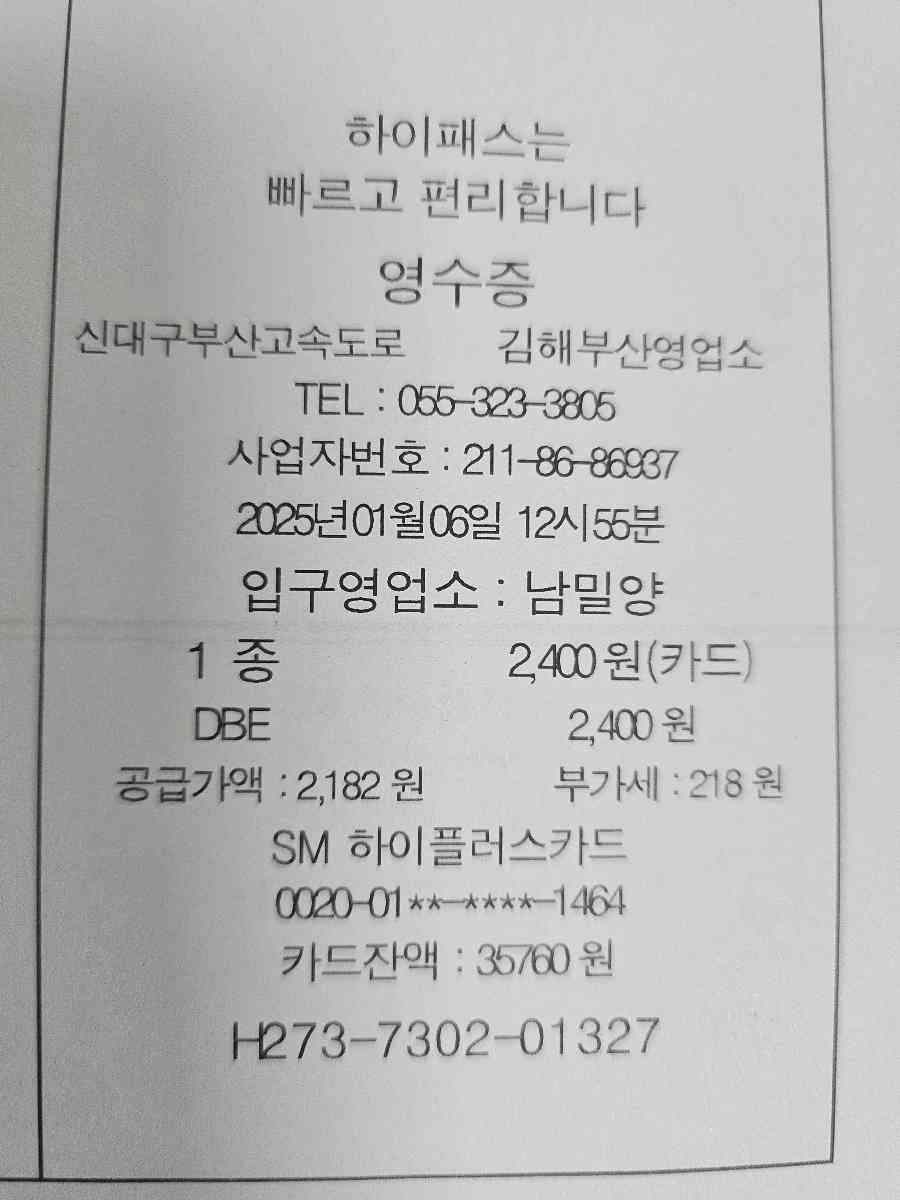 하이패스는
빠르고 편리합니다
영수증
신대구부산고속도로 김해부산영업소
TEL : 055-323-3805
사업자번호 : 211-86-86937
2025년01월06일 12시55분
입구영업소 : 남밀양
1 종 2,400원(카드)
DBE 2,400 원
공급가액 : 2,182 원 부가세 : 218 원
SM 하이플러스카드
0020-01**-****-1464
카드잔액 : 35760 원
H273-7302-01327